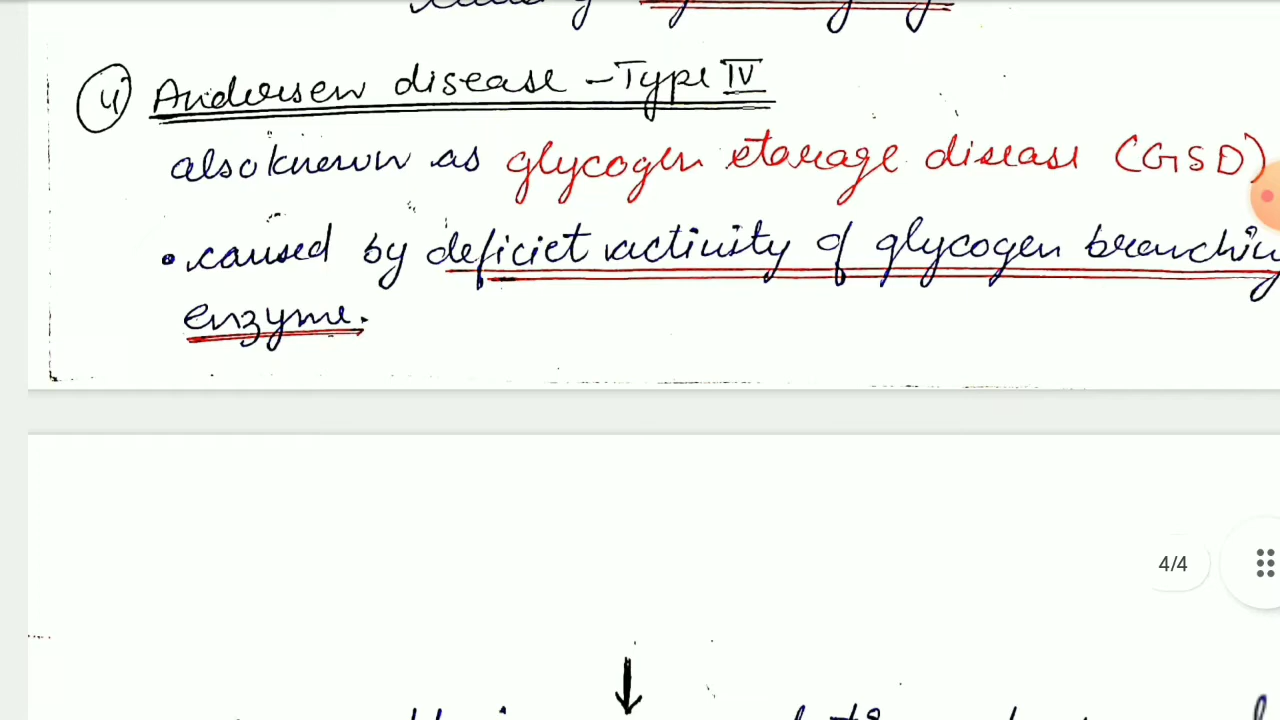 ④ Andersen disease - Type IV
also known as glycogen storage disease (GSD)
• caused by deficiet activity of glycogen branchin
enzyme.
4/4